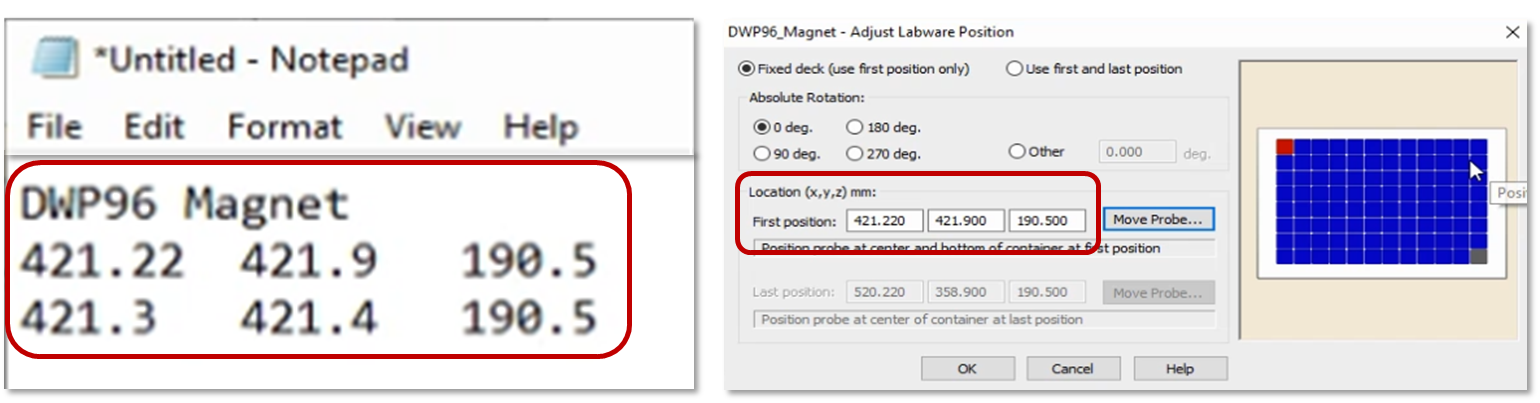 *Untitled - Notepad
File Edit Format View Help
DWP96 Magnet
421.22 421.9 190.5
421.3 421.4 190.5
DWP96_Magnet - Adjust Labware Position
Fixed deck (use first position only) Use first and last position
Absolute Rotation:
0 deg. 180 deg.
90 deg. 270 deg. Other 0.000 deg.
Location (x,y,z) mm:
First position: 421.220 421.900 190.500 Move Probe...
Position probe at center and bottom of container at first position
Last position: 520.220 358.900 190.500 Move Probe...
Position probe at center of container at last position
OK Cancel Help